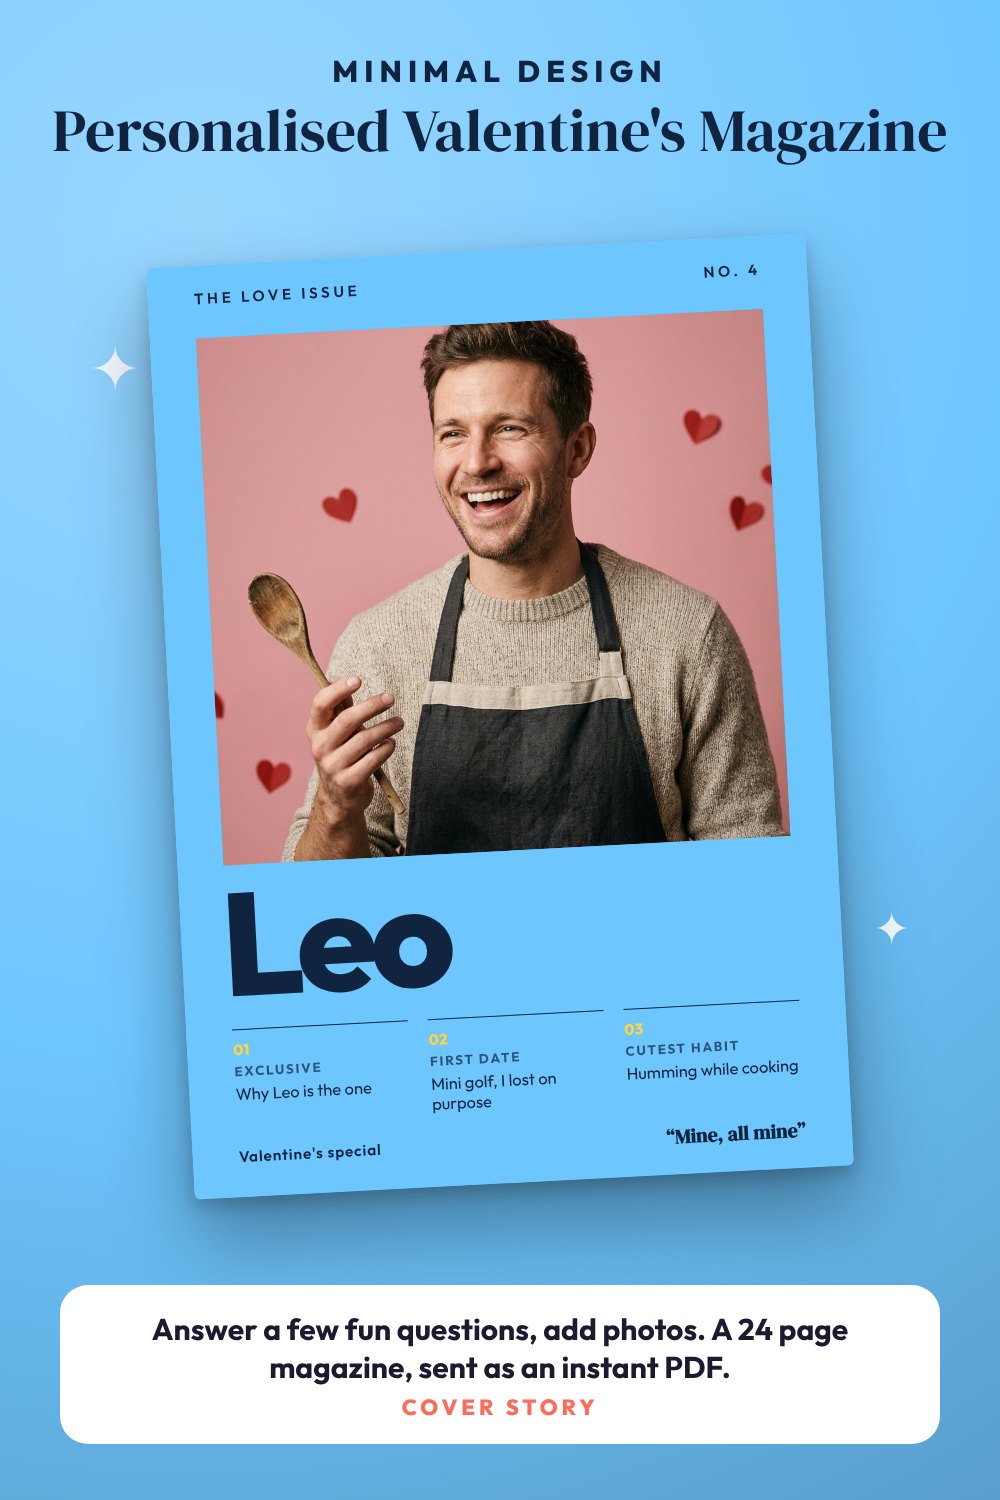 MINIMAL DESIGN
Personalised Valentine's Magazine
THE LOVE ISSUE
NO. 4
Leo
01
EXCLUSIVE
Why Leo is the one
02
FIRST DATE
Mini golf, I lost on
purpose
03
CUTEST HABIT
Humming while cooking
Valentine's special
“Mine, all mine”
Answer a few fun questions, add photos. A 24 page
magazine, sent as an instant PDF.
COVER STORY